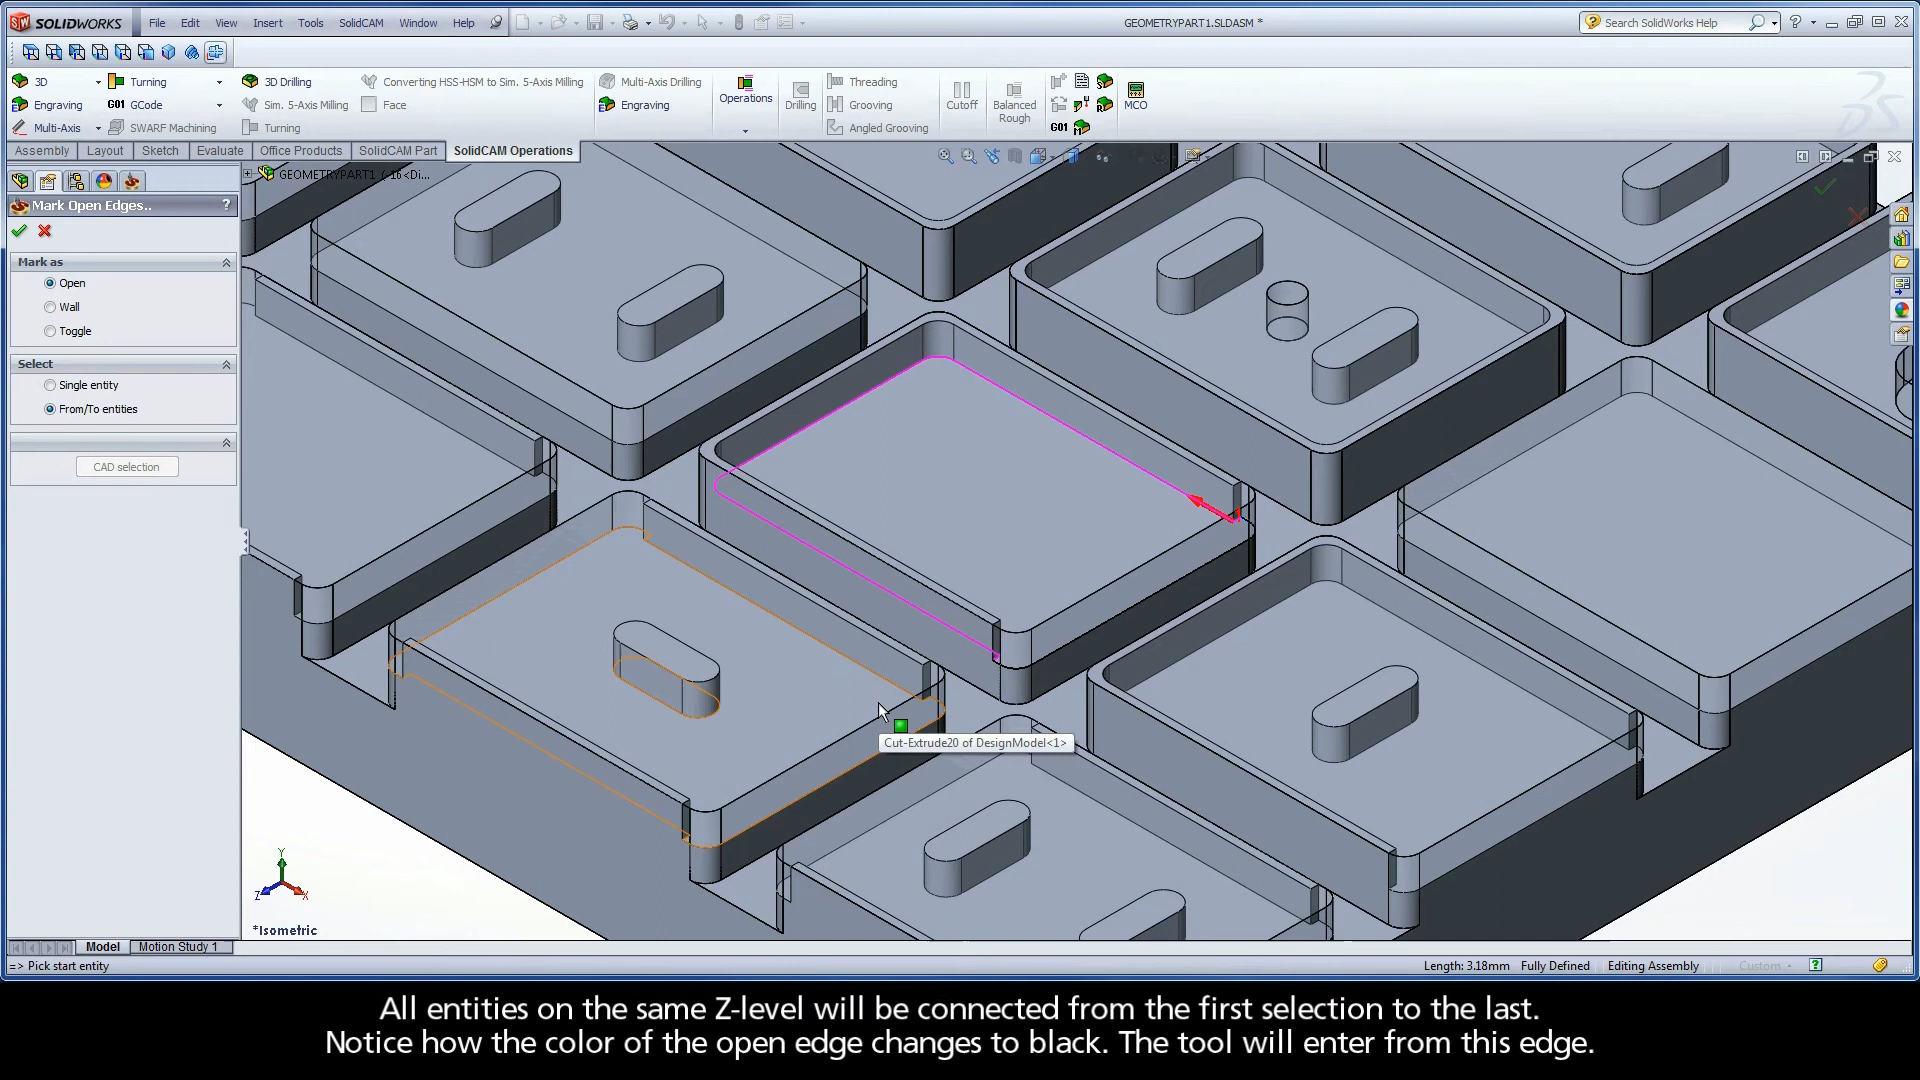 SOLIDWORKS File Edit View Insert Tools SolidCAM Window Help GEOMETRYPART1.SLDASM * Search SolidWorks Help
3D Turning 3D Drilling Converting HSS-HSM to Sim. 5-Axis Milling Multi-Axis Drilling Threading
Engraving G01 GCode Sim. 5-Axis Milling Face Engraving Operations Drilling Grooving Cutoff Balanced Rough MCO
Multi-Axis SWARF Machining Turning Angled Grooving G01
Assembly Layout Sketch Evaluate Office Products SolidCAM Part SolidCAM Operations
GEOMETRYPART1 (-16<Di...
Mark Open Edges.. ?
Mark as
Open
Wall
Toggle
Select
Single entity
From/To entities
CAD selection
Cut-Extrude20 of DesignModel<1>
Y
Z X
*Isometric
Model Motion Study 1
=> Pick start entity Length: 3.18mm Fully Defined Editing Assembly Custom
All entities on the same Z-level will be connected from the first selection to the last.
Notice how the color of the open edge changes to black. The tool will enter from this edge.